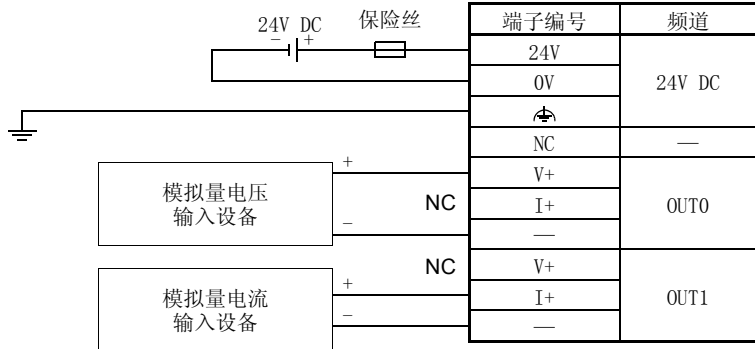 24V DC
保险丝
- +
端子编号 频道
24V
0V
24V DC
NC —
模拟量电压
输入设备
+
-
NC
V+
I+
—
OUT0
模拟量电流
输入设备
+
-
NC
V+
I+
—
OUT1